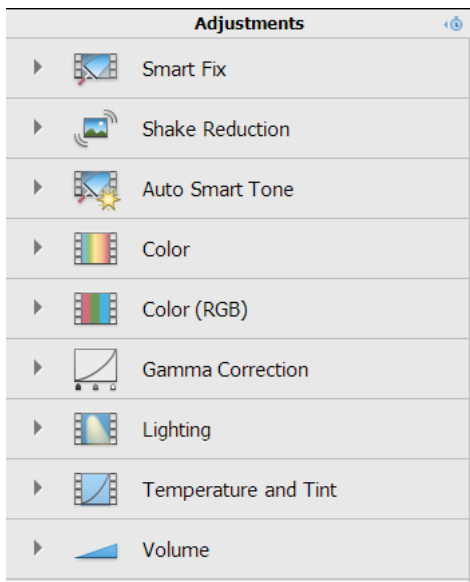 Adjustments
Smart Fix
Shake Reduction
Auto Smart Tone
Color
Color (RGB)
Gamma Correction
Lighting
Temperature and Tint
Volume